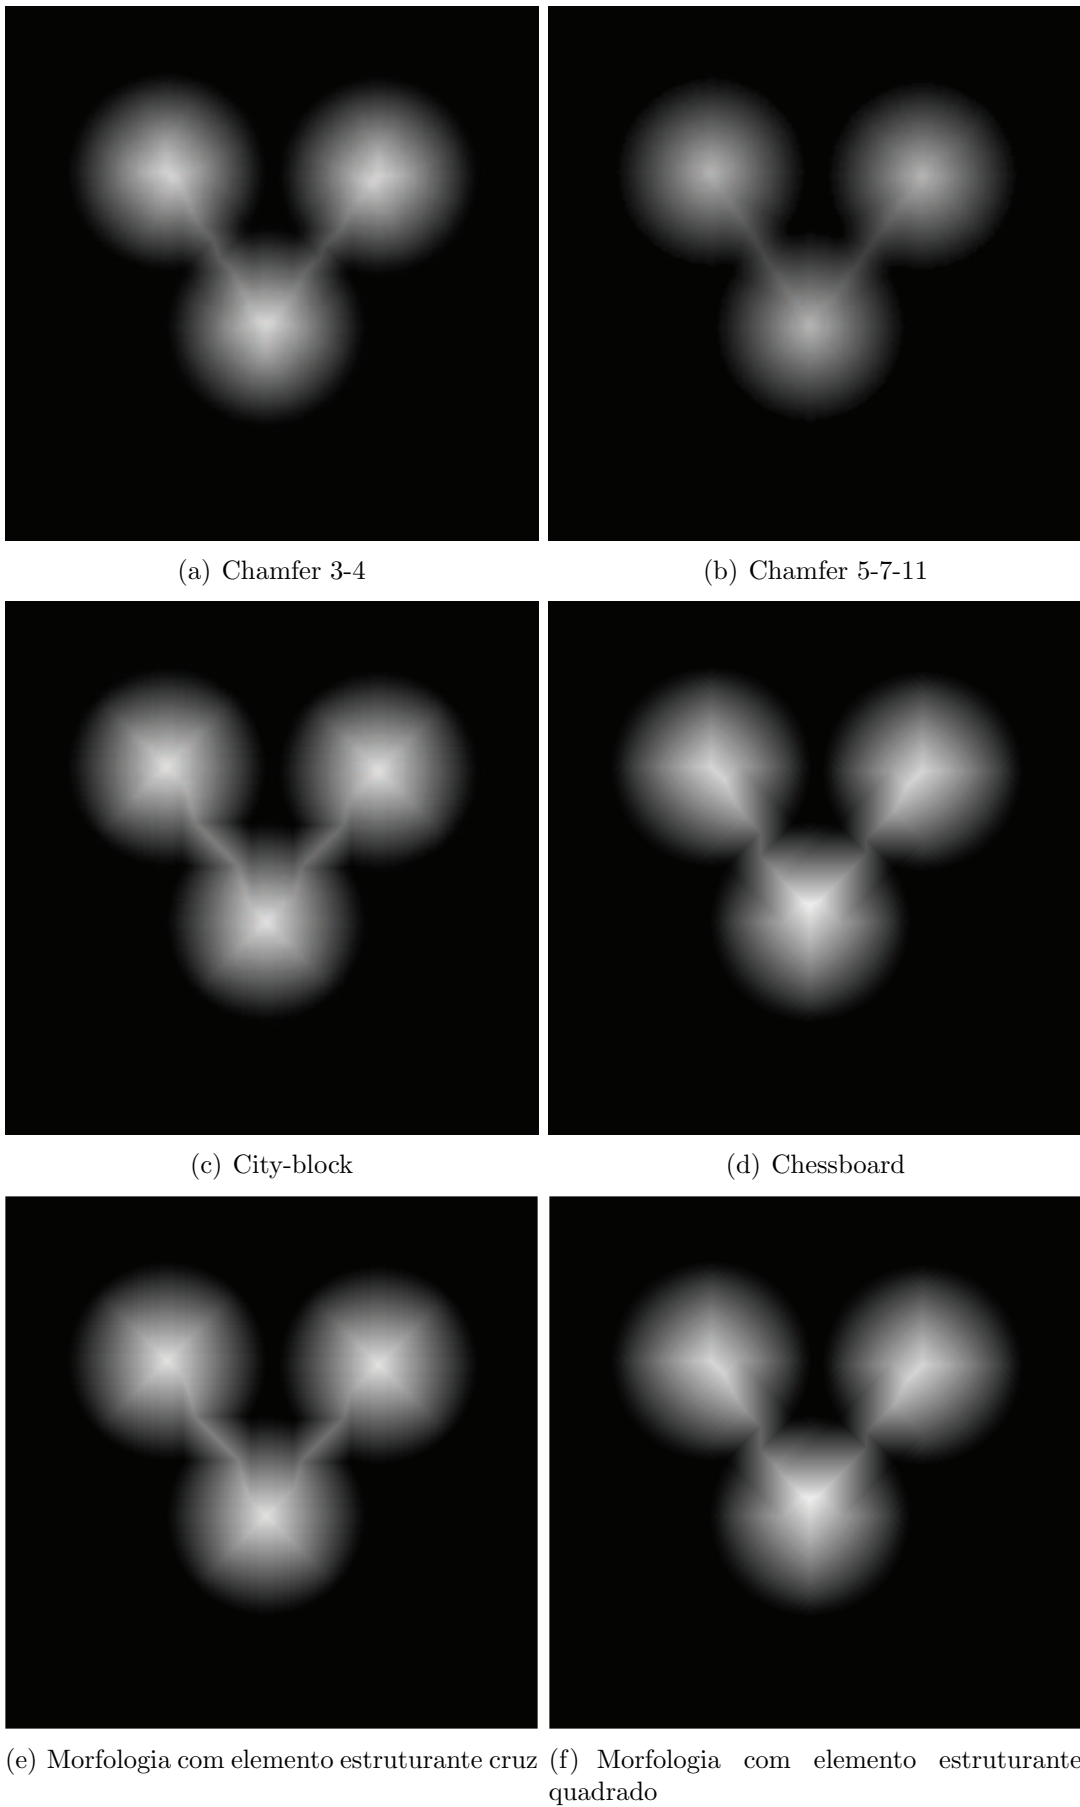 (a) Chamfer 3-4
(b) Chamfer 5-7-11
(c) City-block
(d) Chessboard
(e) Morfologia com elemento estruturante cruz
(f) Morfologia com elemento estruturante
quadrado